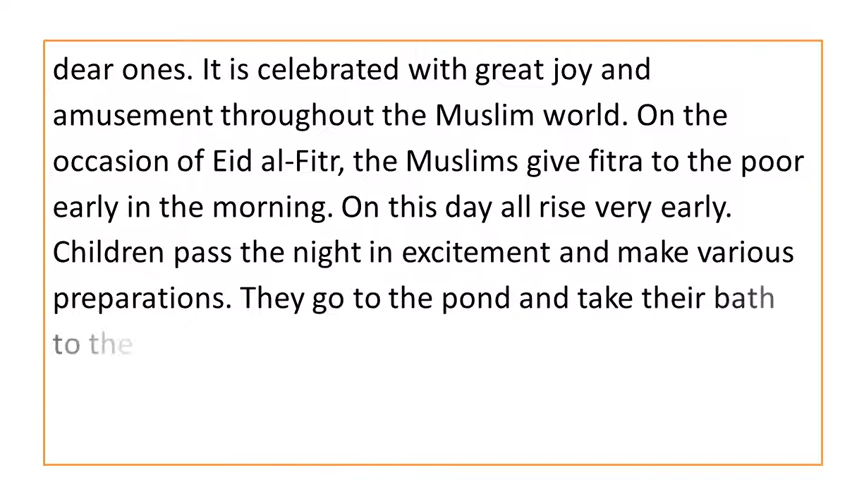 dear ones. It is celebrated with great joy and
amusement throughout the Muslim world. On the
occasion of Eid al-Fitr, the Muslims give fitra to the poor
early in the morning. On this day all rise very early.
Children pass the night in excitement and make various
preparations. They go to the pond and take their bath
to the